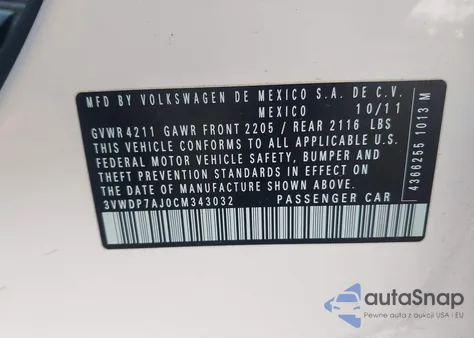 MFD BY VOLKSWAGEN DE MEXICO S.A. DE C.V.
MEXICO 10/11
GVWR 4211 GAWR FRONT 2205 / REAR 2116 LBS
THIS VEHICLE CONFORMS TO ALL APPLICABLE U.S.
FEDERAL MOTOR VEHICLE SAFETY, BUMPER AND
THEFT PREVENTION STANDARDS IN EFFECT ON
THE DATE OF MANUFACTURE SHOWN ABOVE
3VWDP7AJ0CM343032 PASSENGER CAR
4366255 1013 M
autoSnap
Pewne auta z aukcji USA i EU